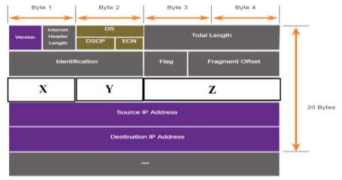 Byte 1 Byte 2 Byte 3 Byte 4
Version Internet Header Length DS Total Length
DSCP ECN
Identification Flag Fragment Offset
X Y Z
20 Bytes
Source IP Address
Destination IP Address
...